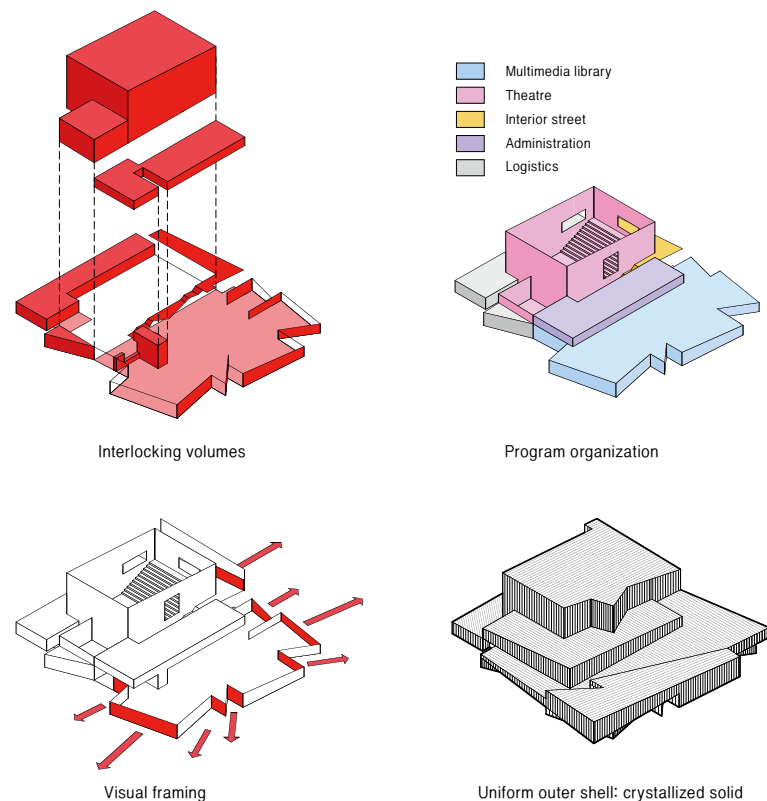 Multimedia library
Theatre
Interior street
Administration
Logistics
Interlocking volumes
Program organization
Visual framing
Uniform outer shell: crystallized solid